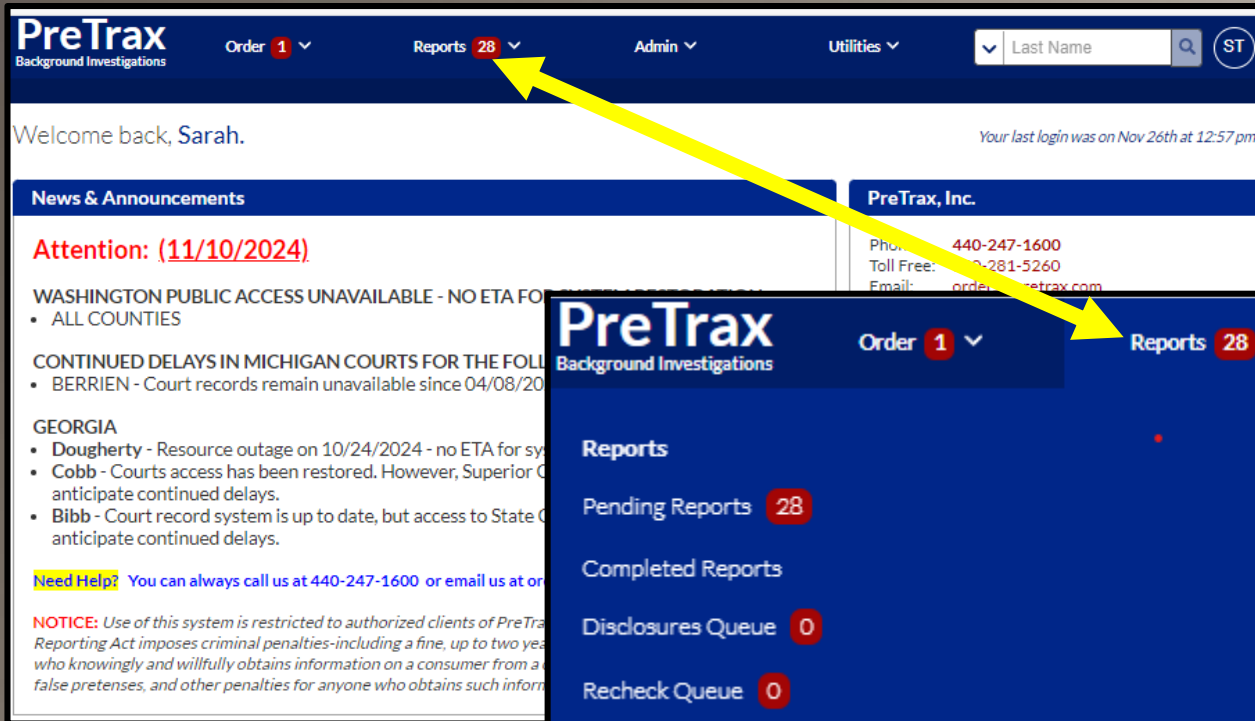 PreTrax
Background Investigations
Order 1
Reports 28
Admin
Utilities
Last Name
ST
Welcome back, Sarah.
Your last login was on Nov 26th at 12:57 pm
News & Announcements
Attention: (11/10/2024)
WASHINGTON PUBLIC ACCESS UNAVAILABLE - NO ETA FOR
• ALL COUNTIES
CONTINUED DELAYS IN MICHIGAN COURTS FOR THE FOLL
• BERRIEN - Court records remain unavailable since 04/08/20
GEORGIA
• Dougherty - Resource outage on 10/24/2024 - no ETA for sy
• Cobb - Courts access has been restored. However, Superior
anticipate continued delays.
• Bibb - Court record system is up to date, but access to State
anticipate continued delays.
Need Help? You can always call us at 440-247-1600 or email us at
NOTICE: Use of this system is restricted to authorized clients of PreTra
Reporting Act imposes criminal penalties-including a fine, up to two yea
who knowingly and willfully obtains information on a consumer from a
false pretenses, and other penalties for anyone who obtains such inform
PreTrax, Inc.
440-247-1600
Toll Free: 281-5260
Email:
PreTrax
Background Investigations
Order 1
Reports 28
Reports
Pending Reports 28
Completed Reports
Disclosures Queue 0
Recheck Queue 0